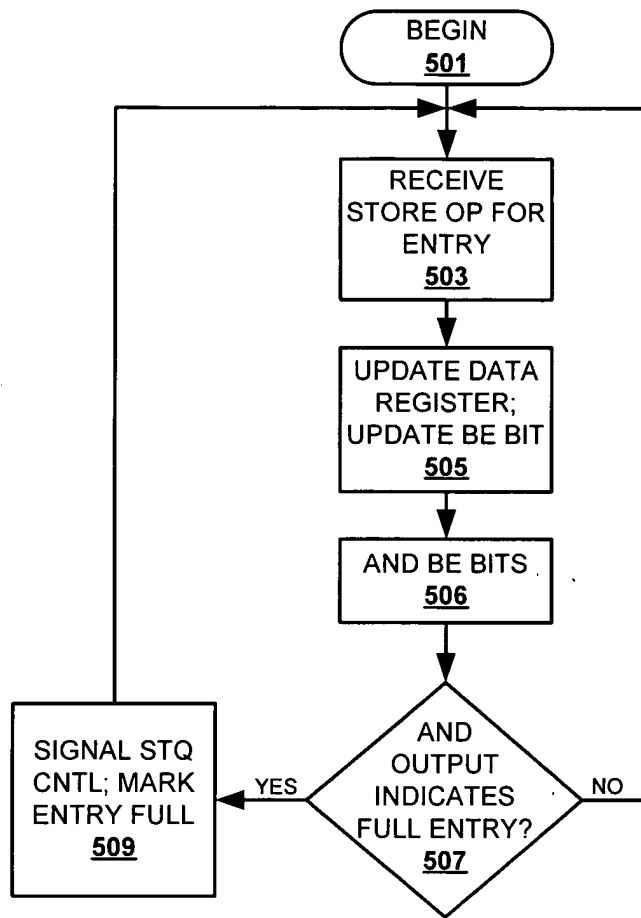 BEGIN
501
RECEIVE
STORE OP FOR
ENTRY
503
UPDATE DATA
REGISTER;
UPDATE BE BIT
505
AND BE BITS
506
AND
OUTPUT
INDICATES
FULL ENTRY?
507
YES
NO
SIGNAL STQ
CNTL; MARK
ENTRY FULL
509